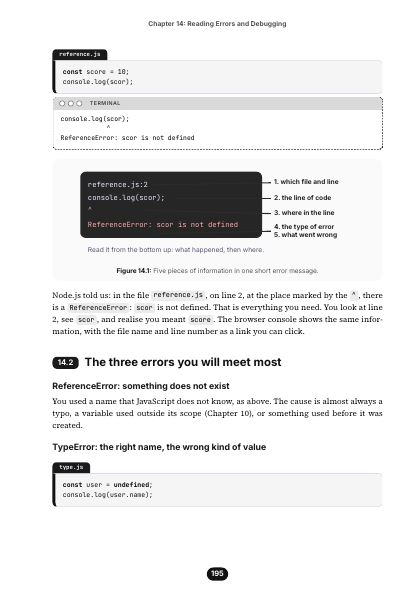 Chapter 14: Reading Errors and Debugging
reference.js
const score = 10;
console.log(scor);
TERMINAL
console.log(scor);
^
ReferenceError: scor is not defined
reference.js:2
console.log(scor);
^
ReferenceError: scor is not defined
1. which file and line
2. the line of code
3. where in the line
4. the type of error
5. what went wrong
Read it from the bottom up: what happened, then where.
Figure 14.1: Five pieces of information in one short error message.
Node.js told us: in the file reference.js, on line 2, at the place marked by the ^, there
is a ReferenceError: scor is not defined. That is everything you need. You look at line
2, see scor, and realise you meant score. The browser console shows the same infor-
mation, with the file name and line number as a link you can click.
14.2 The three errors you will meet most
ReferenceError: something does not exist
You used a name that JavaScript does not know, as above. The cause is almost always a
typo, a variable used outside its scope (Chapter 10), or something used before it was
created.
TypeError: the right name, the wrong kind of value
type.js
const user = undefined;
console.log(user.name);
195